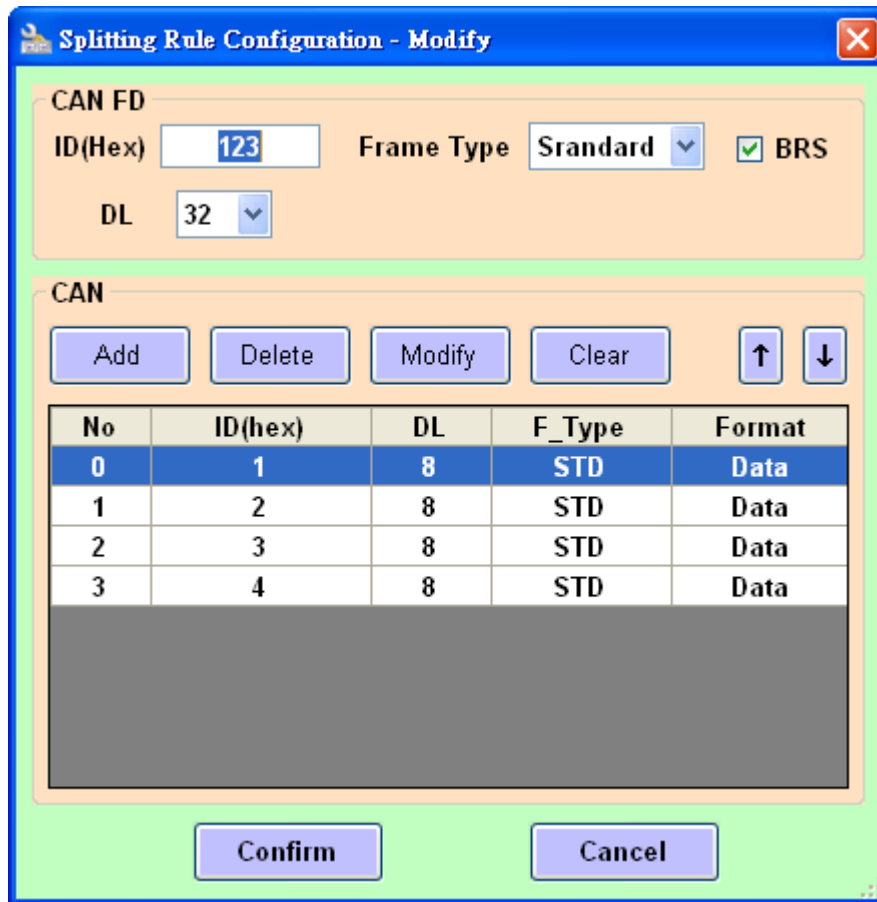 Splitting Rule Configuration - Modify
CAN FD
ID(Hex) 123 Frame Type Srandard BRS
DL 32
CAN
Add Delete Modify Clear ↑ ↓
No ID(hex) DL F_Type Format
0 1 8 STD Data
1 2 8 STD Data
2 3 8 STD Data
3 4 8 STD Data
Confirm Cancel